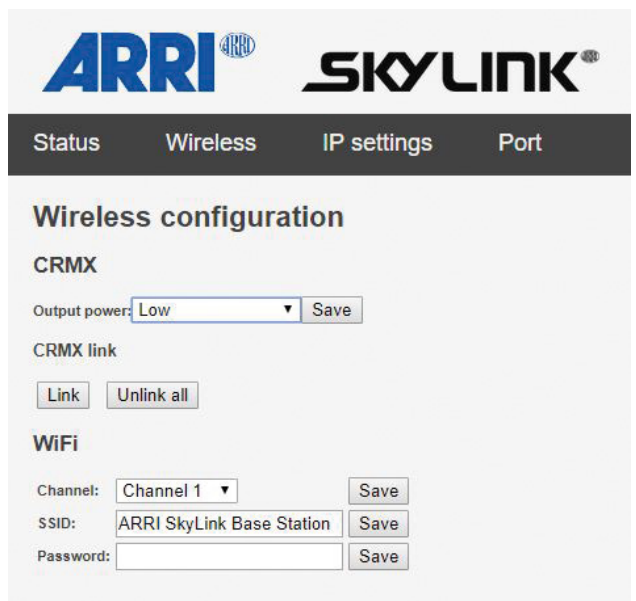 ARRI® ARRI SKYLINK®
Status Wireless IP settings Port
Wireless configuration
CRMX
Output power: Low Save
CRMX link
Link Unlink all
WiFi
Channel: Channel 1 Save
SSID: ARRI SkyLink Base Station Save
Password: Save